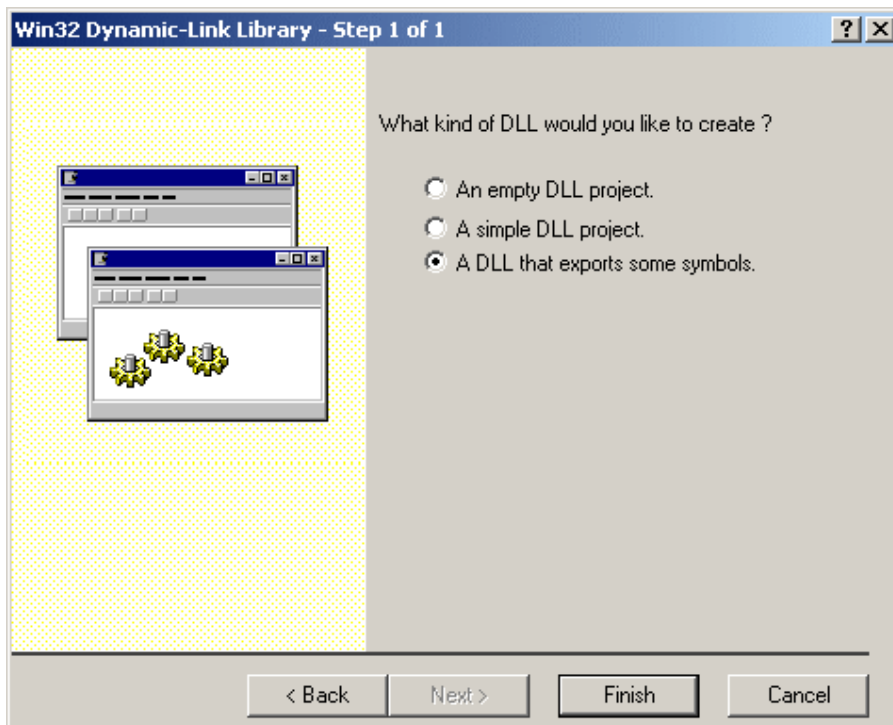 Win32 Dynamic-Link Library - Step 1 of 1
What kind of DLL would you like to create ?
An empty DLL project.
A simple DLL project.
A DLL that exports some symbols.
< Back Next > Finish Cancel